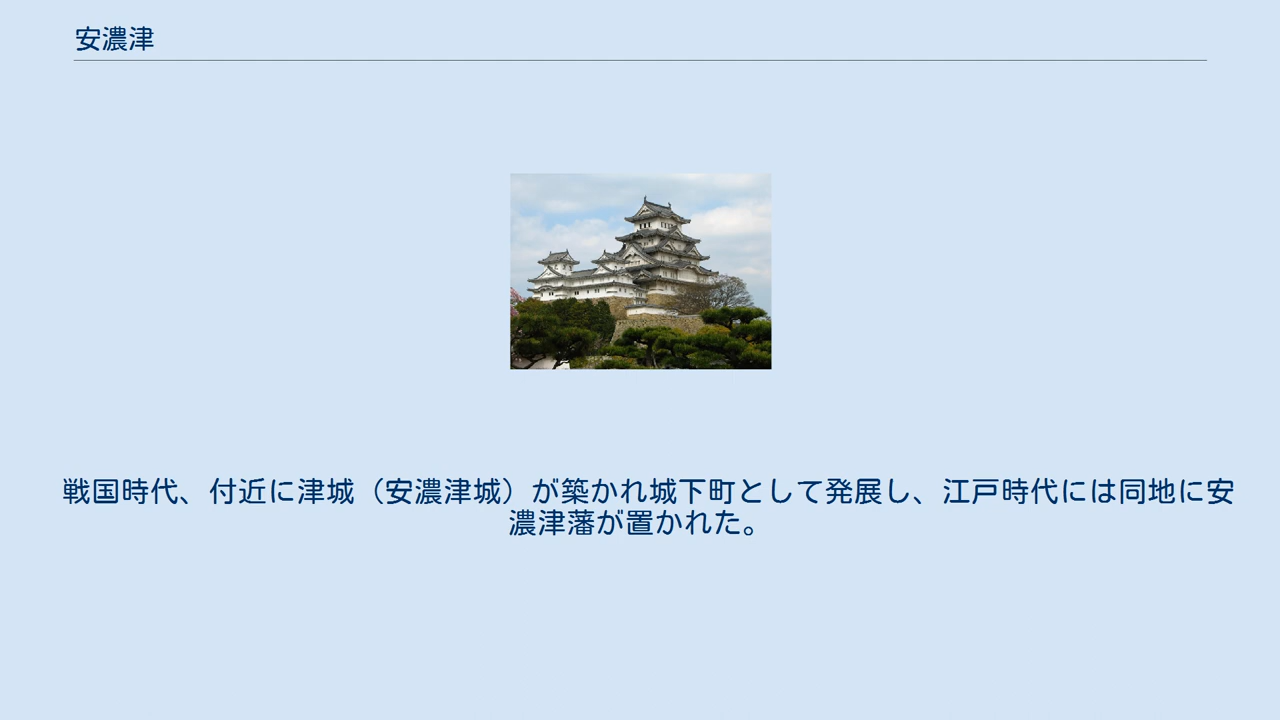 安濃津
戦国時代、付近に津城（安濃津城）が築かれ城下町として発展し、江戸時代には同地に安
濃津藩が置かれた。